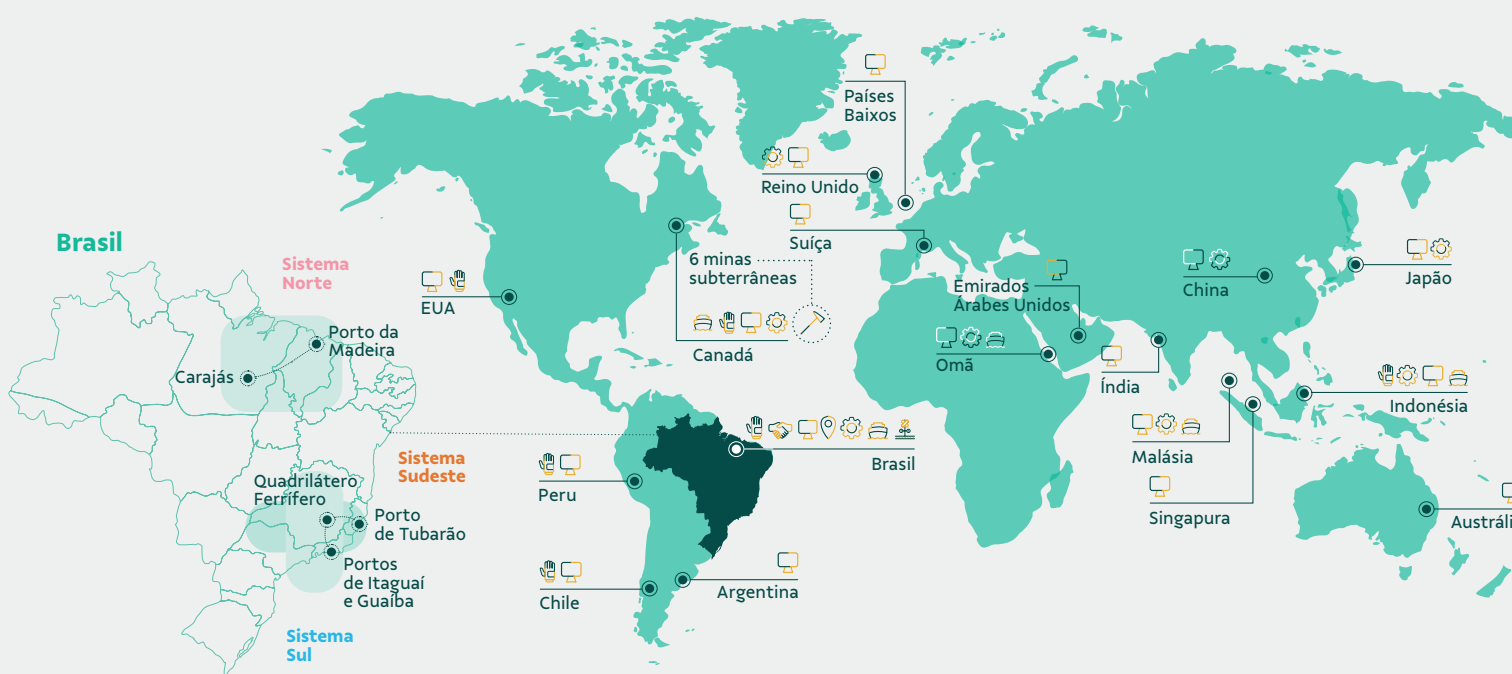 Brasil
Sistema
Norte
Porto da
Madeira
Carajás
Sistema
Sudeste
Quadrilátero
Ferrífero
Porto
de Tubarão
Portos
de Itaguaí
e Guaíba
Sistema
Sul
EUA
Canadá
6 minas
subterrâneas
Países
Baixos
Reino Unido
Suíça
Emirados
Árabes Unidos
Omã
Índia
China
Japão
Indonésia
Malásia
Singapura
Brasil
Peru
Chile
Argentina
Austráli